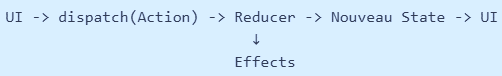 UI -> dispatch(Action) -> Reducer -> Nouveau State -> UI
↓
Effects